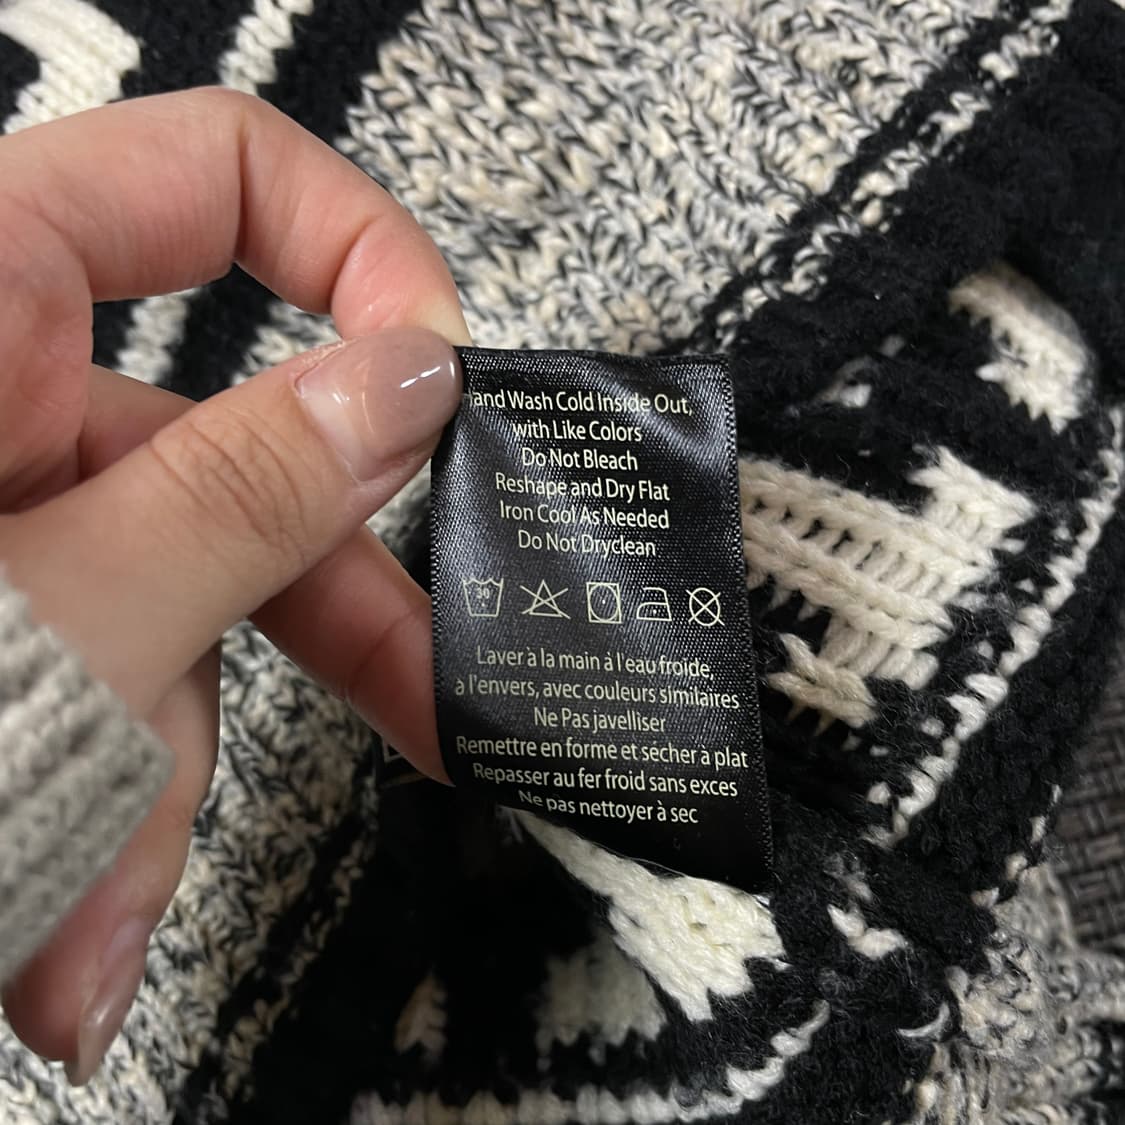 Hand Wash Cold Inside Out,
with Like Colors
Do Not Bleach
Reshape and Dry Flat
Iron Cool As Needed
Do Not Dryclean
30
Laver à la main à l'eau froide,
à l'envers, avec couleurs similaires
Ne Pas javelliser
Remettre en forme et sécher à plat
Repasser au fer froid sans exces
Ne pas nettoyer à sec